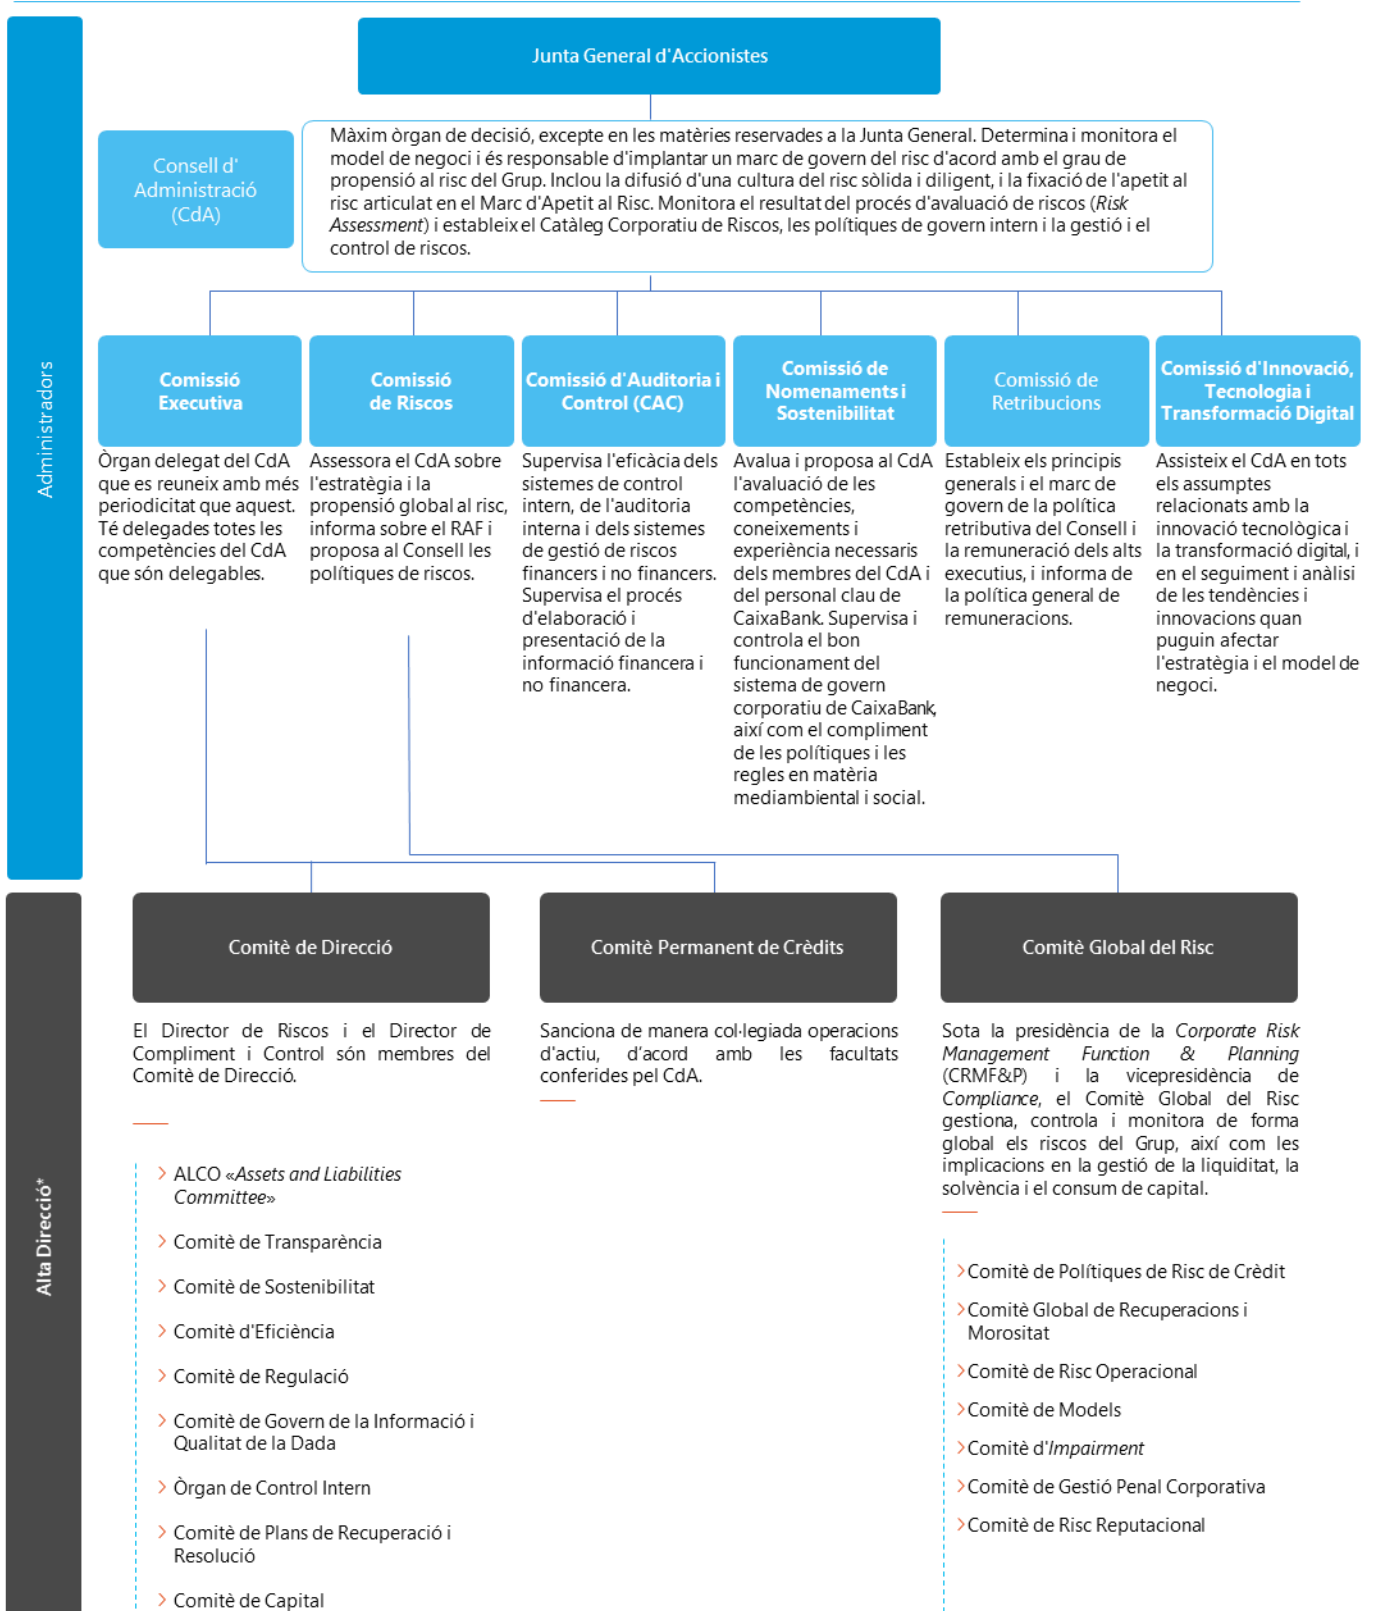 Junta General d'Accionistes
Administradors
Consell d'
Administració
(CdA)
Màxim òrgan de decisió, excepte en les matèries reservades a la Junta General. Determina i monitora el
model de negoci i és responsable d'implantar un marc de govern del risc d'acord amb el grau de
propensió al risc del Grup. Inclou la difusió d'una cultura del risc sòlida i diligent, i la fixació de l'apetit al
risc articulat en el Marc d'Apetit al Risc. Monitora el resultat del procés d'avaluació de riscos (Risk
Assessment) i estableix el Catàleg Corporatiu de Riscos, les polítiques de govern intern i la gestió i el
control de riscos.
Comissió
Executiva
Òrgan delegat del CdA
que es reuneix amb més
periodicitat que aquest.
Té delegades totes les
competències del CdA
que són delegables.
Comissió
de Riscos
Assessora el CdA sobre
l'estratègia i la
propensió global al risc,
informa sobre el RAF i
proposa al Consell les
polítiques de riscos.
Comissió d'Auditoria i
Control (CAC)
Supervisa l'eficàcia dels
sistemes de control
intern, de l'auditoria
interna i dels sistemes
de gestió de riscos
financers i no financers.
Supervisa el procés
d'elaboració i
presentació de la
informació financera i
no financera.
Comissió de
Nomenaments i
Sostenibilitat
Avalua i proposa al CdA
l'avaluació de les
competències,
coneixements i
experiència necessaris
dels membres del CdA i
del personal clau de
CaixaBank. Supervisa i
controla el bon
funcionament del
sistema de govern
corporatiu de CaixaBank,
així com el compliment
de les polítiques i les
regles en matèria
mediambiental i social.
Comissió de
Retribucions
Estableix els principis
generals i el marc de
govern de la política
retributiva del Consell i
la remuneració dels alts
executius, i informa de
la política general de
remuneracions.
Comissió d'Innovació,
Tecnologia i
Transformació Digital
Assisteix el CdA en tots
els assumptes
relacionats amb la
innovació tecnològica i
la transformació digital, i
en el seguiment i anàlisi
de les tendències i
innovacions quan
puguin afectar
l'estratègia i el model de
negoci.
Alta Direcció*
Comitè de Direcció
El Director de Riscos i el Director de
Compliment i Control són membres del
Comitè de Direcció.
> ALCO «Assets and Liabilities
Committee»
> Comitè de Transparència
> Comitè de Sostenibilitat
> Comitè d'Eficiència
> Comitè de Regulació
> Comitè de Govern de la Informació i
Qualitat de la Dada
> Òrgan de Control Intern
> Comitè de Plans de Recuperació i
Resolució
> Comitè de Capital
Comitè Permanent de Crèdits
Sanciona de manera col·legiada operacions
d'actiu, d'acord amb les facultats
conferides pel CdA.
Comitè Global del Risc
Sota la presidència de la Corporate Risk
Management Function & Planning
(CRMF&P) i la vicepresidència de
Compliance, el Comitè Global del Risc
gestiona, controla i monitora de forma
global els riscos del Grup, així com les
implicacions en la gestió de la liquiditat, la
solvència i el consum de capital.
>Comitè de Polítiques de Risc de Crèdit
>Comitè Global de Recuperacions i
Morositat
>Comitè de Risc Operacional
>Comitè de Models
>Comitè d'Impairment
>Comitè de Gestió Penal Corporativa
>Comitè de Risc Reputacional